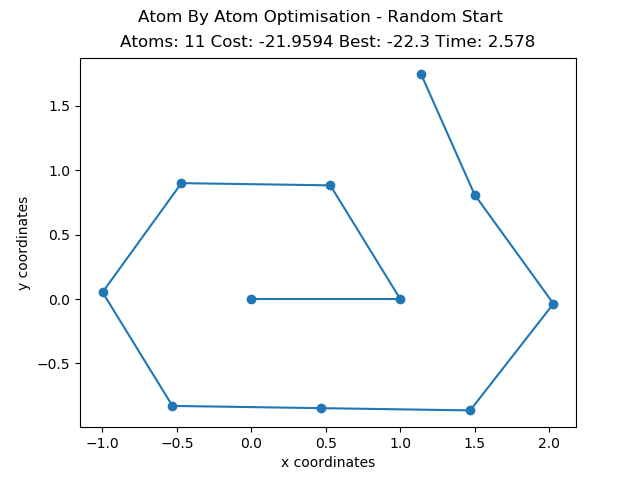 Atom By Atom Optimisation - Random Start
Atoms: 11 Cost: -21.9594 Best: -22.3 Time: 2.578
1.5
1.0
0.5
0.0
−0.5
y coordinates
−1.0 −0.5 0.0 0.5 1.0 1.5 2.0
x coordinates